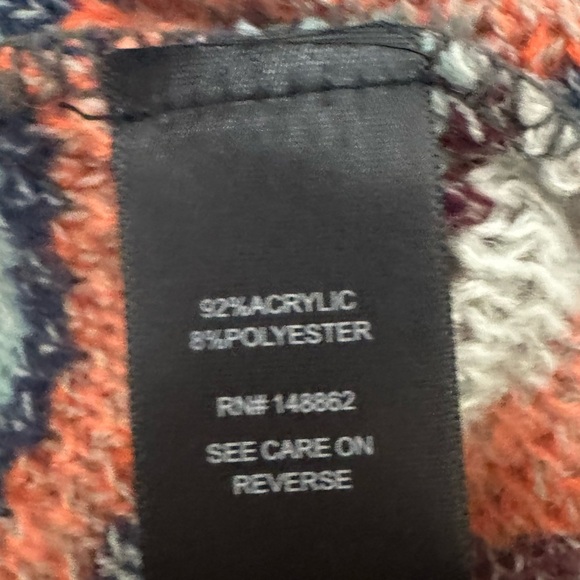 92%ACRYLIC
8%POLYESTER
RN# 148862
SEE CARE ON
REVERSE